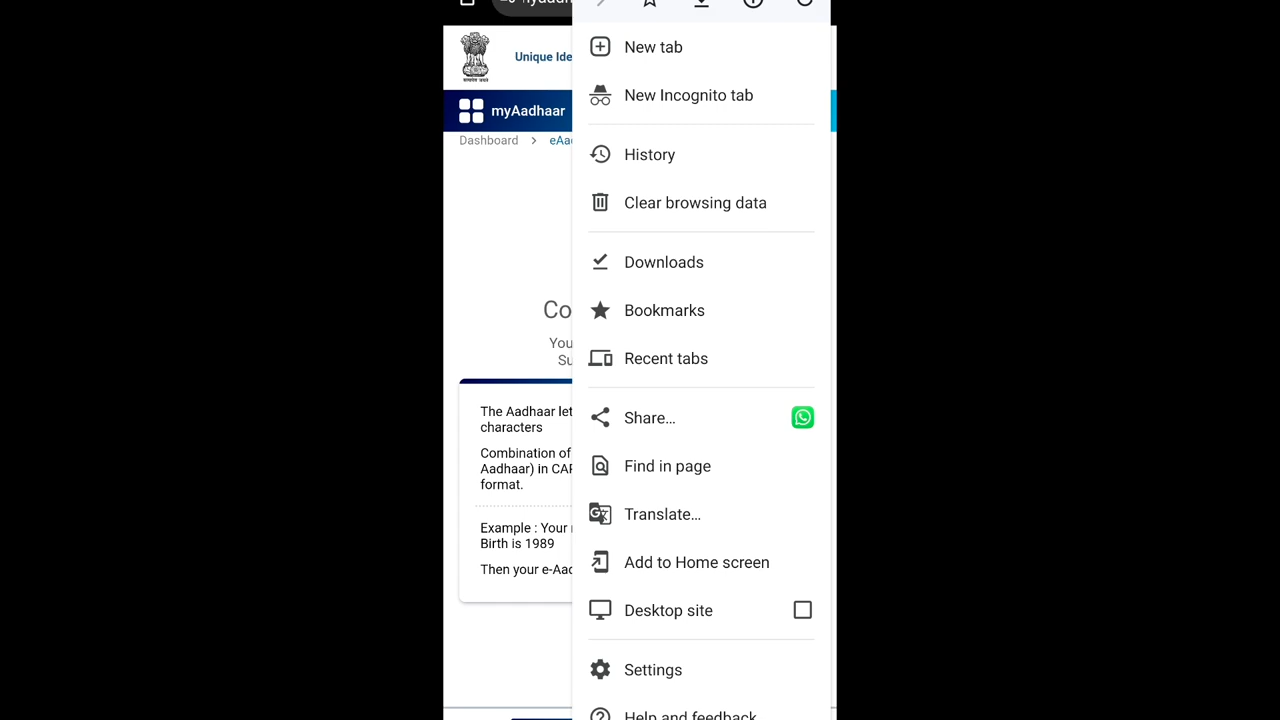 Unique Ide
myAadhaar
Dashboard > eAa
Co
You
Su
The Aadhaar let
characters
Combination of
Aadhaar) in CAP
format.
Example : Your
Birth is 1989
Then your e-Aad
New tab
New Incognito tab
History
Clear browsing data
Downloads
Bookmarks
Recent tabs
Share...
Find in page
Translate...
Add to Home screen
Desktop site
Settings
Help and feedback